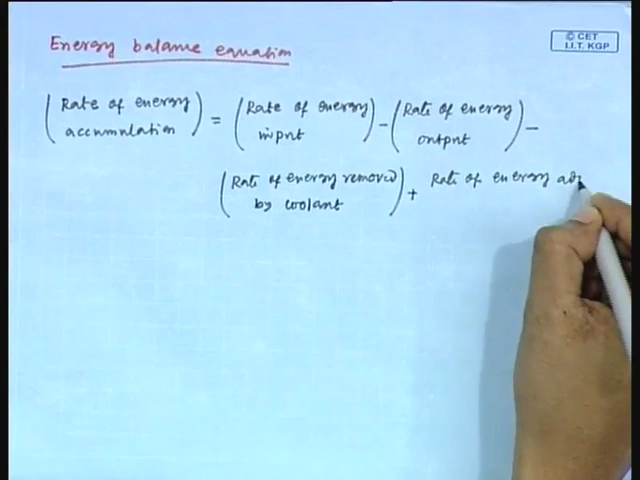 Energy balance equation
© CET
I.I.T. KGP
(Rate of energy accumulation) = (Rate of energy input) - (Rate of energy output) -
(Rate of energy removed by coolant) + Rate of energy ad